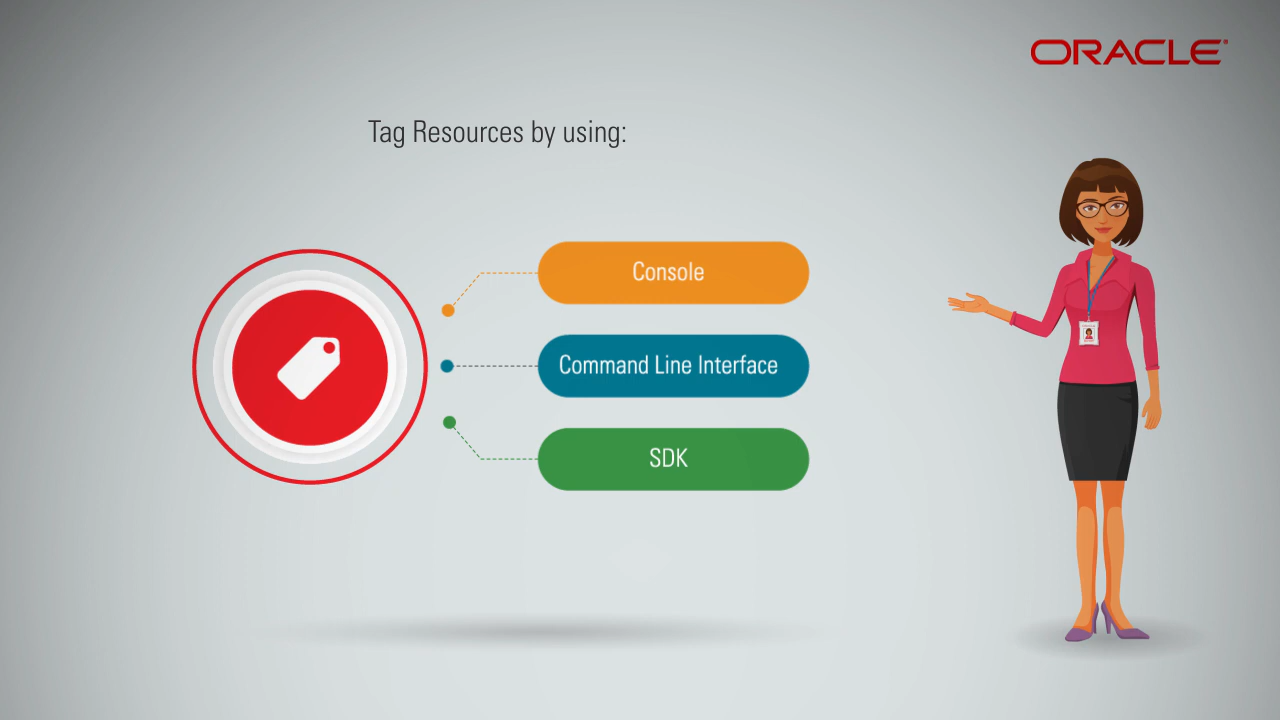 ORACLE
Tag Resources by using:
Console
Command Line Interface
SDK